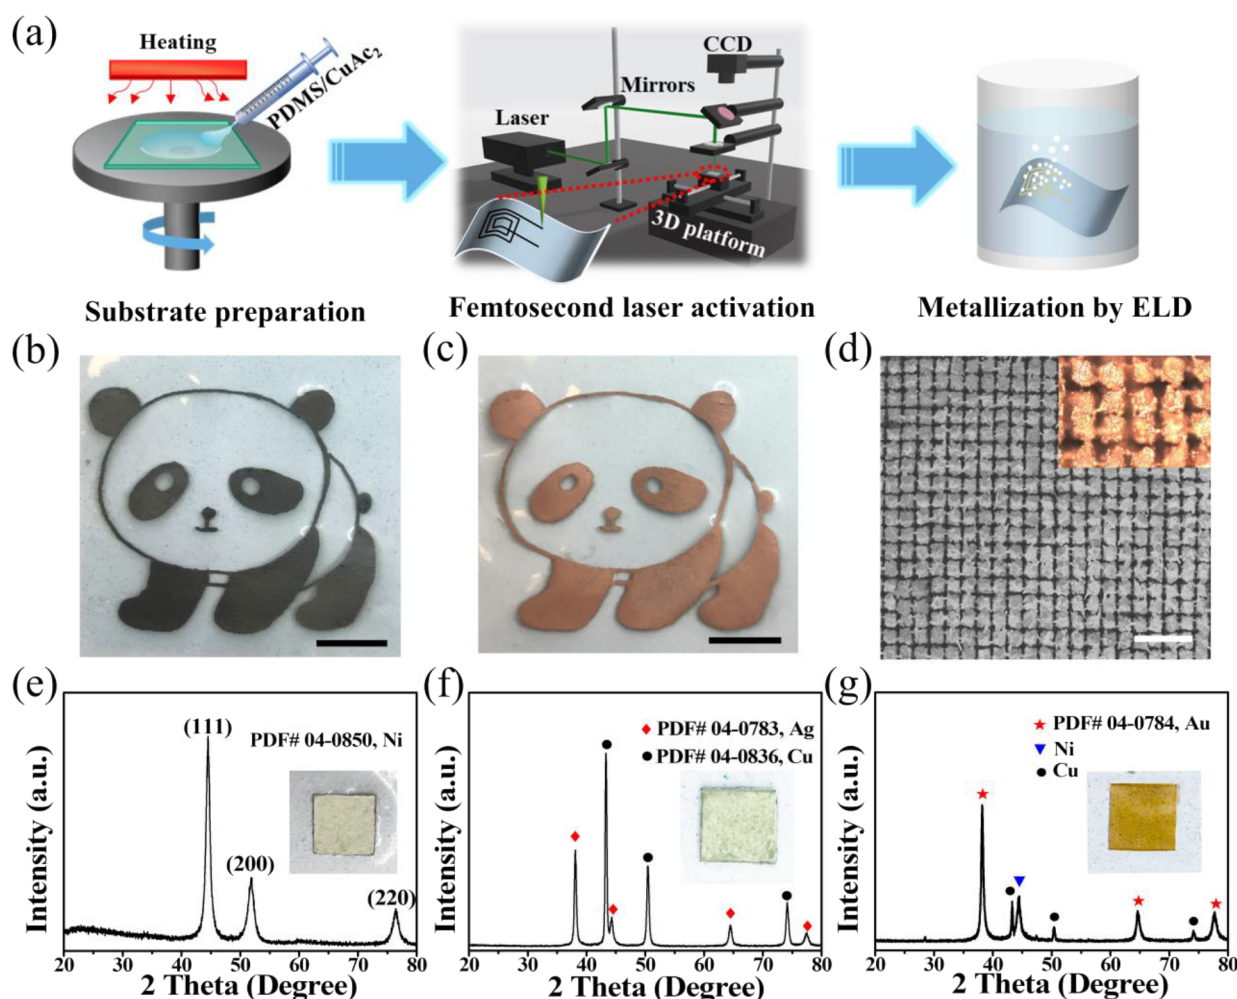 (a)
Heating
PDMS/CuAc2
Laser
Mirrors
CCD
3D platform
Substrate preparation
Femtosecond laser activation
Metallization by ELD
(b)
(c)
(d)
(e)
(111)
PDF# 04-0850, Ni
(200)
(220)
Intensity (a.u.)
20 30 40 50 60 70 80
2 Theta (Degree)
(f)
PDF# 04-0783, Ag
PDF# 04-0836, Cu
Intensity (a.u.)
20 30 40 50 60 70 80
2 Theta (Degree)
(g)
PDF# 04-0784, Au
Ni
Cu
Intensity (a.u.)
20 30 40 50 60 70 80
2 Theta (Degree)